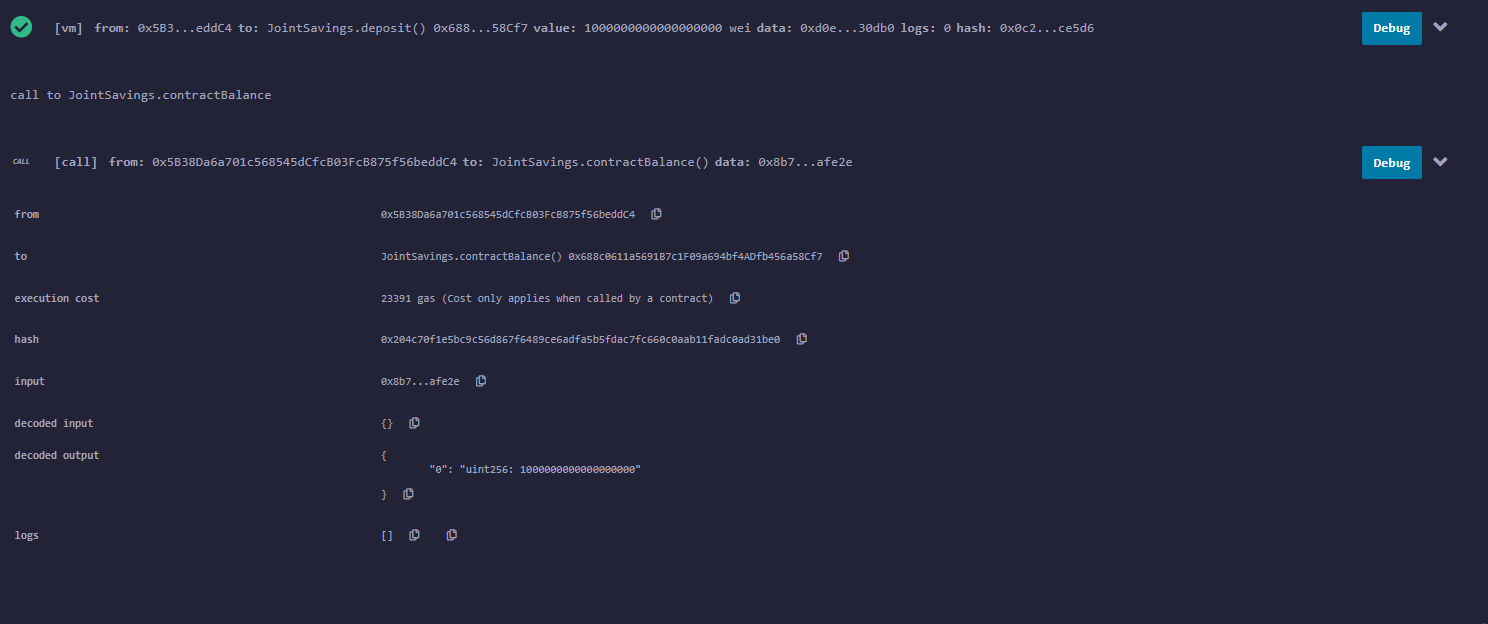 [vm] from: 0x5B3...eddC4 to: JointSavings.deposit() 0x688...58Cf7 value: 1000000000000000000 wei data: 0xd0e...30db0 logs: 0 hash: 0x0c2...ce5d6 Debug
call to JointSavings.contractBalance
CALL [call] from: 0x5B38Da6a701c568545dCfcB03FcB875f56beddC4 to: JointSavings.contractBalance() data: 0x8b7...afe2e Debug
from 0x5B38Da6a701c568545dCfcB03FcB875f56beddC4
to JointSavings.contractBalance() 0x688c0611a5691B7c1F09a694bf4ADfb456a58Cf7
execution cost 23391 gas (Cost only applies when called by a contract)
hash 0x204c70f1e5bc9c56d867f6489ce6adfa5b5fdac7fc660c0aab11fadc0ad31be0
input 0x8b7...afe2e
decoded input {}
decoded output {
"0": "uint256: 1000000000000000000"
}
logs []